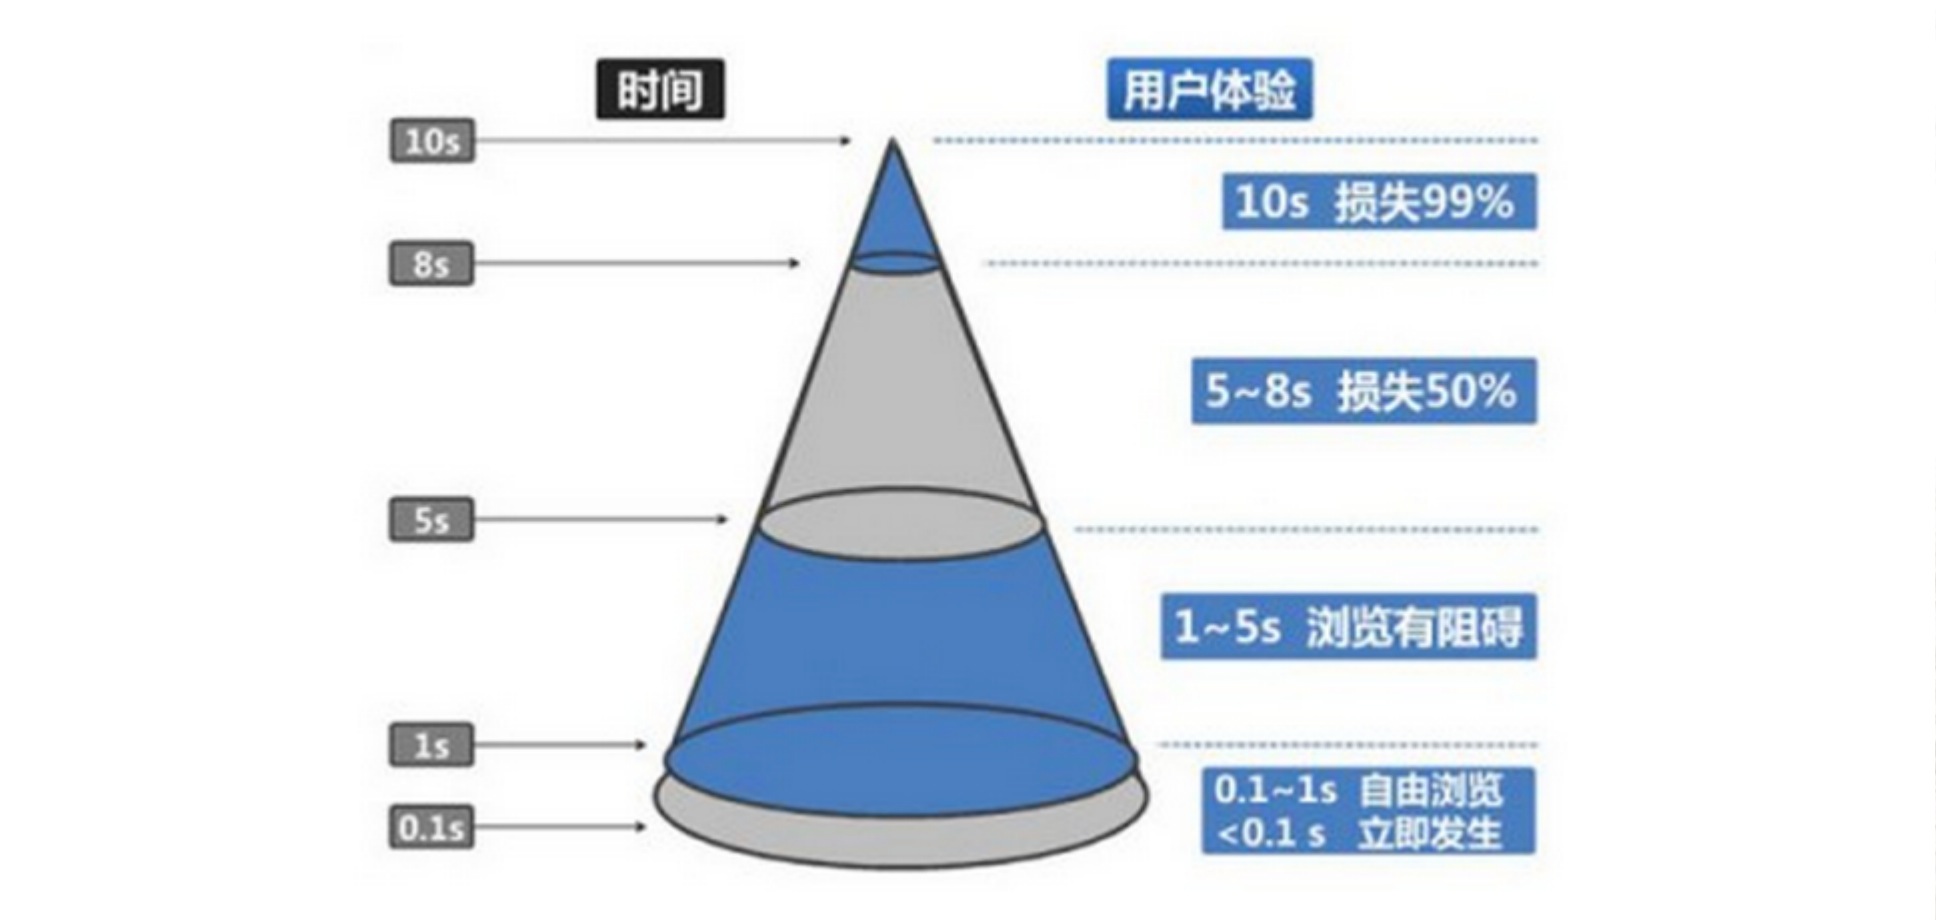 时间
用户体验
10s
10s 损失99%
8s
5~8s 损失50%
5s
1~5s 浏览有阻碍
1s
0.1~1s 自由浏览
0.1s
<0.1 s 立即发生